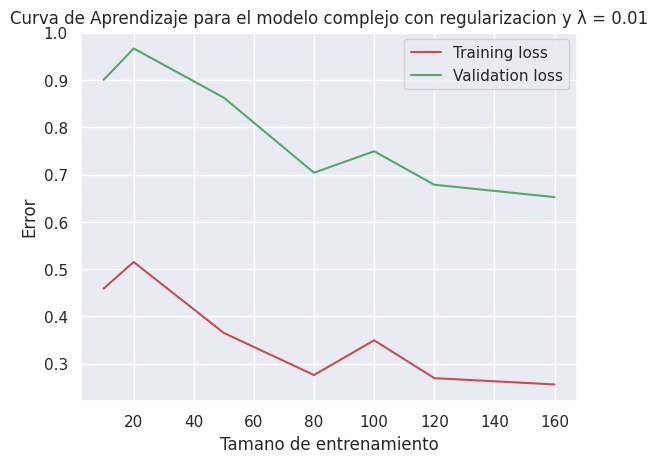 Curva de Aprendizaje para el modelo complejo con regularizacion y λ = 0.01
Training loss
Validation loss
Error
1.0
0.9
0.8
0.7
0.6
0.5
0.4
0.3
20 40 60 80 100 120 140 160
Tamano de entrenamiento